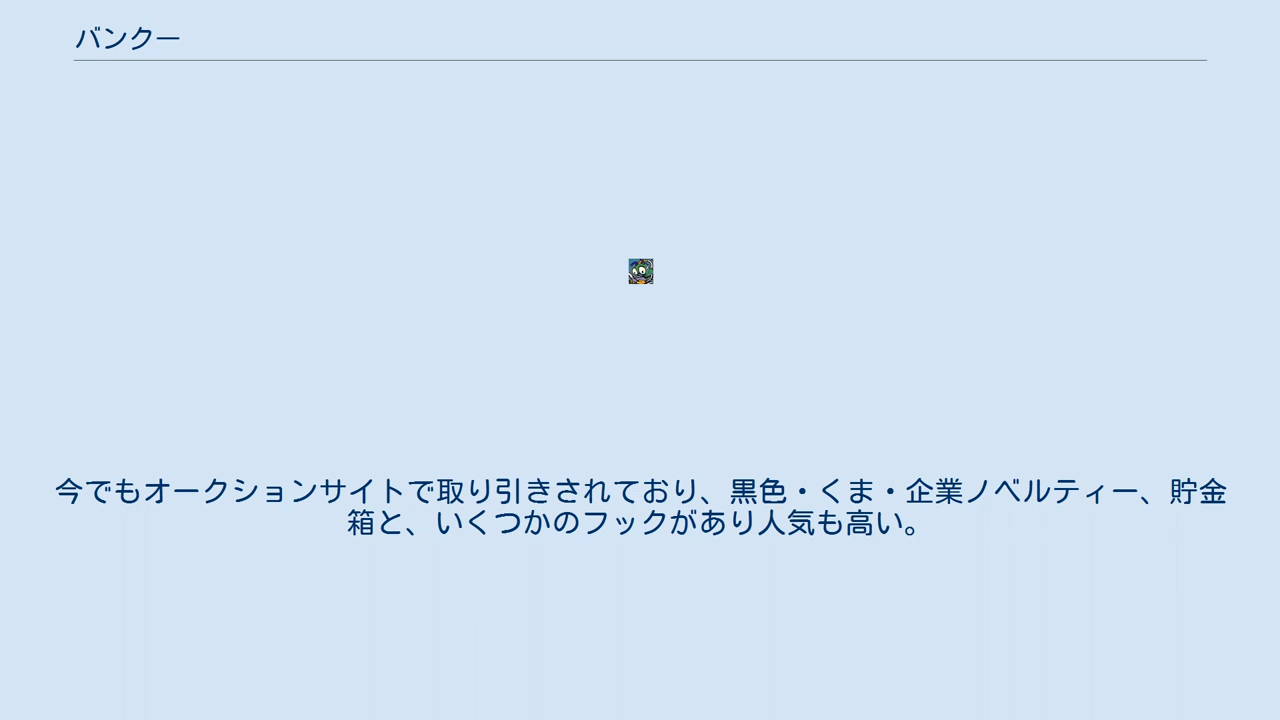 バンクー
今でもオークションサイトで取り引きされており、黒色・くま・企業ノベルティー、貯金
箱と、いくつかのフックがあり人気も高い。